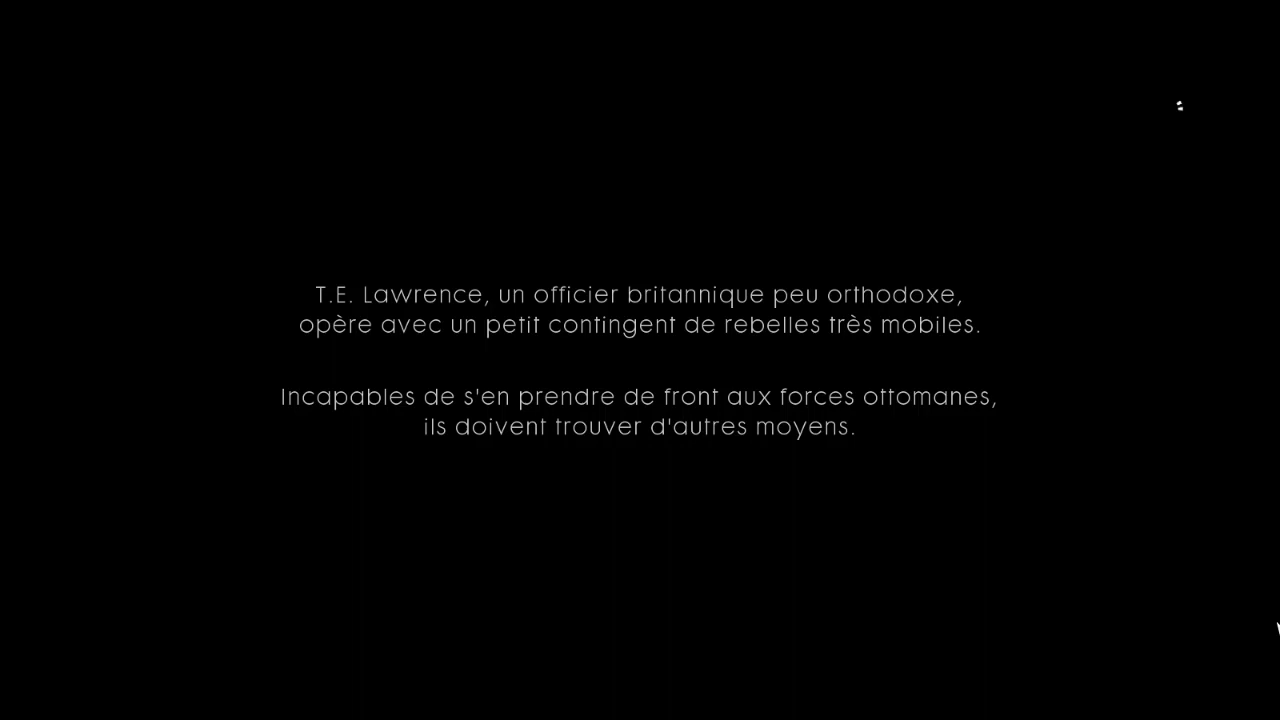 T.E. Lawrence, un officier britannique peu orthodoxe,
opère avec un petit contingent de rebelles très mobiles.
Incapables de s'en prendre de front aux forces ottomanes,
ils doivent trouver d'autres moyens.